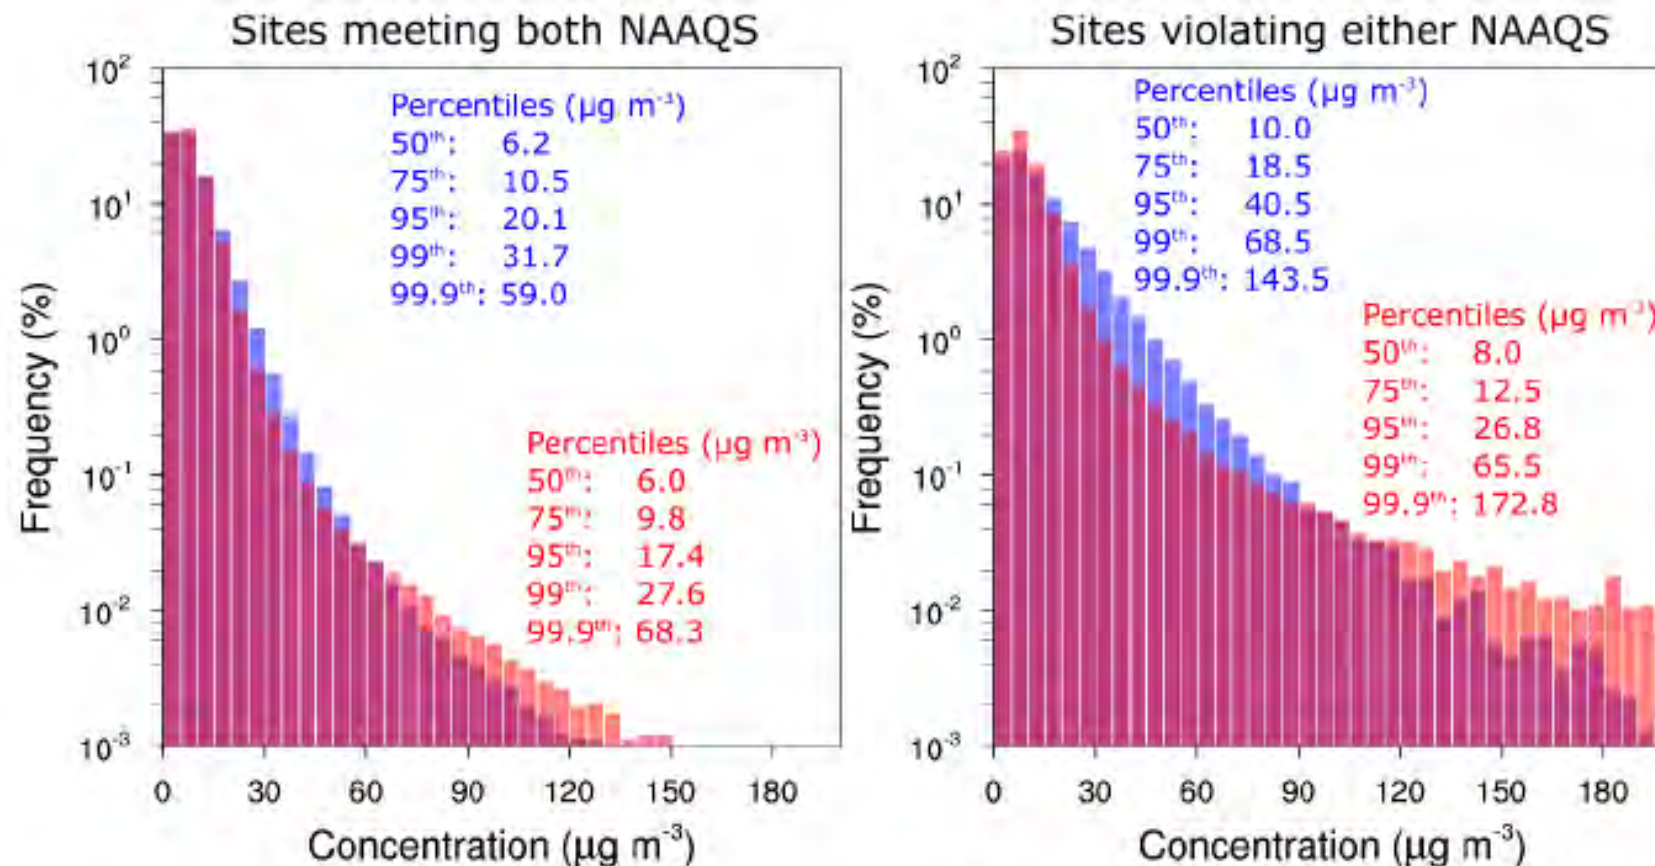 Sites meeting both NAAQS
10² 
10¹
10⁰
10⁻¹
10⁻²
10⁻³
Frequency (%)
Percentiles (µg m⁻³)
50ᵗʰ: 6.2
75ᵗʰ: 10.5
95ᵗʰ: 20.1
99ᵗʰ: 31.7
99.9ᵗʰ: 59.0
Percentiles (µg m⁻³)
50ᵗʰ: 6.0
75ᵗʰ: 9.8
95ᵗʰ: 17.4
99ᵗʰ: 27.6
99.9ᵗʰ: 68.3
0 30 60 90 120 150 180
Concentration (µg m⁻³)
Sites violating either NAAQS
10²
10¹
10⁰
10⁻¹
10⁻²
10⁻³
Frequency (%)
Percentiles (µg m⁻³)
50ᵗʰ: 10.0
75ᵗʰ: 18.5
95ᵗʰ: 40.5
99ᵗʰ: 68.5
99.9ᵗʰ: 143.5
Percentiles (µg m⁻³)
50ᵗʰ: 8.0
75ᵗʰ: 12.5
95ᵗʰ: 26.8
99ᵗʰ: 65.5
99.9ᵗʰ: 172.8
0 30 60 90 120 150 180
Concentration (µg m⁻³)